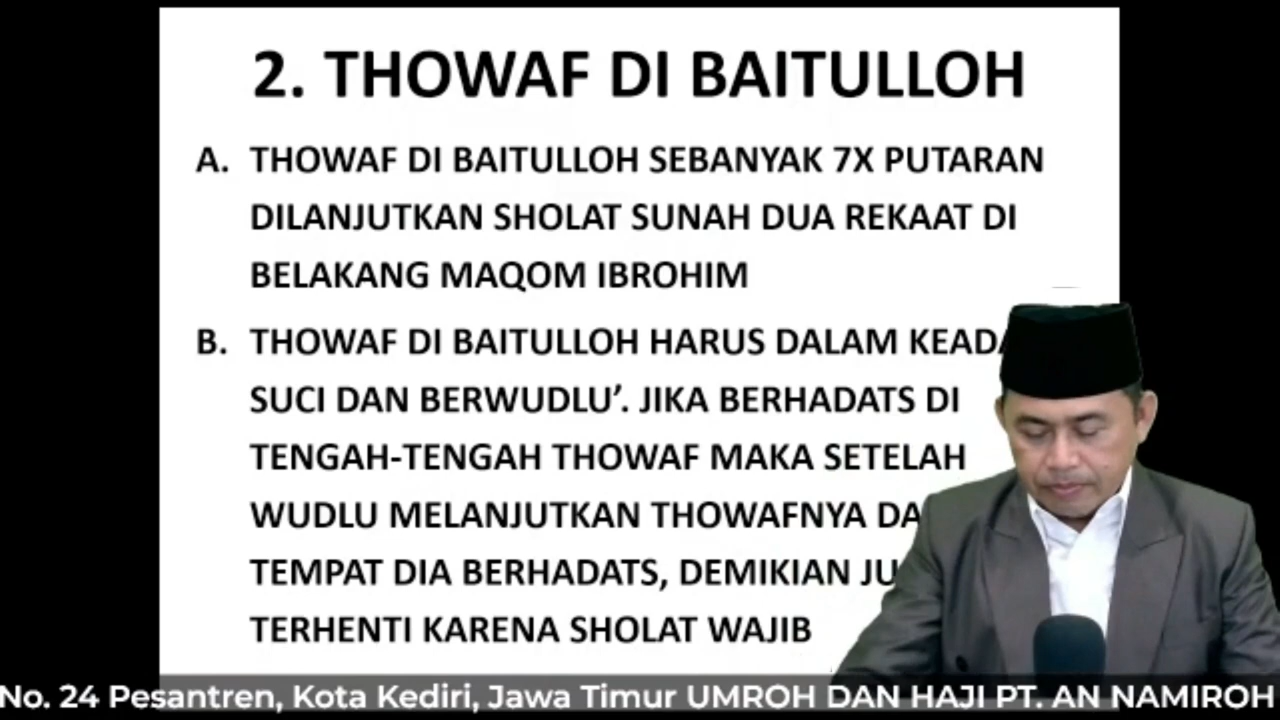 2. THOWAF DI BAITULLOH
A. THOWAF DI BAITULLOH SEBANYAK 7X PUTARAN
DILANJUTKAN SHOLAT SUNAH DUA REKAAT DI
BELAKANG MAQOM IBROHIM
B. THOWAF DI BAITULLOH HARUS DALAM
SUCI DAN BERWUDLU’. JIKA BERHADATS DI
TENGAH-TENGAH THOWAF MAKA SETELAH
WUDLU MELANJUTKAN THOWAFNYA
TEMPAT DIA BERHADATS, DEMIKIAN
TERHENTI KARENA SHOLAT WAJIB
No. 24 Pesantren, Kota Kediri, Jawa Timur UMROH DAN HAJI PT. AN NAMIROH